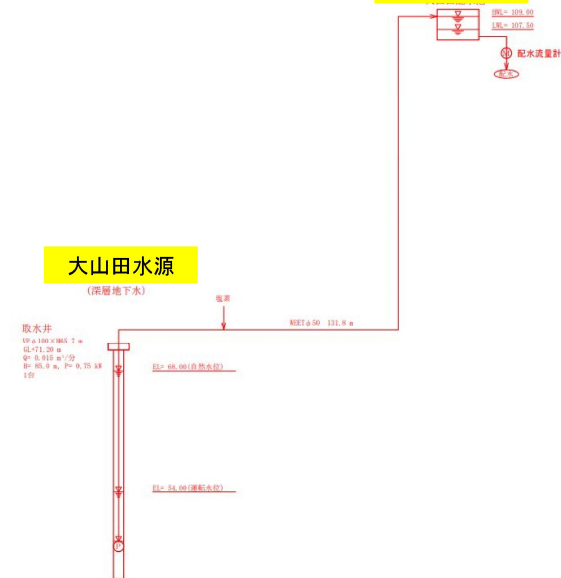 HWL= 109.00
LWL= 107.50
M
配水流量計
配水
大山田水源
(深層地下水)
塩素
WEET φ50 131.8 m
取水井
GL+71.20 m
Q= 0.015 m³/分
H= 85.0 m, P= 0.75 kW
1台
EL= 68.00(自然水位)
EL= 54.00(運転水位)
P